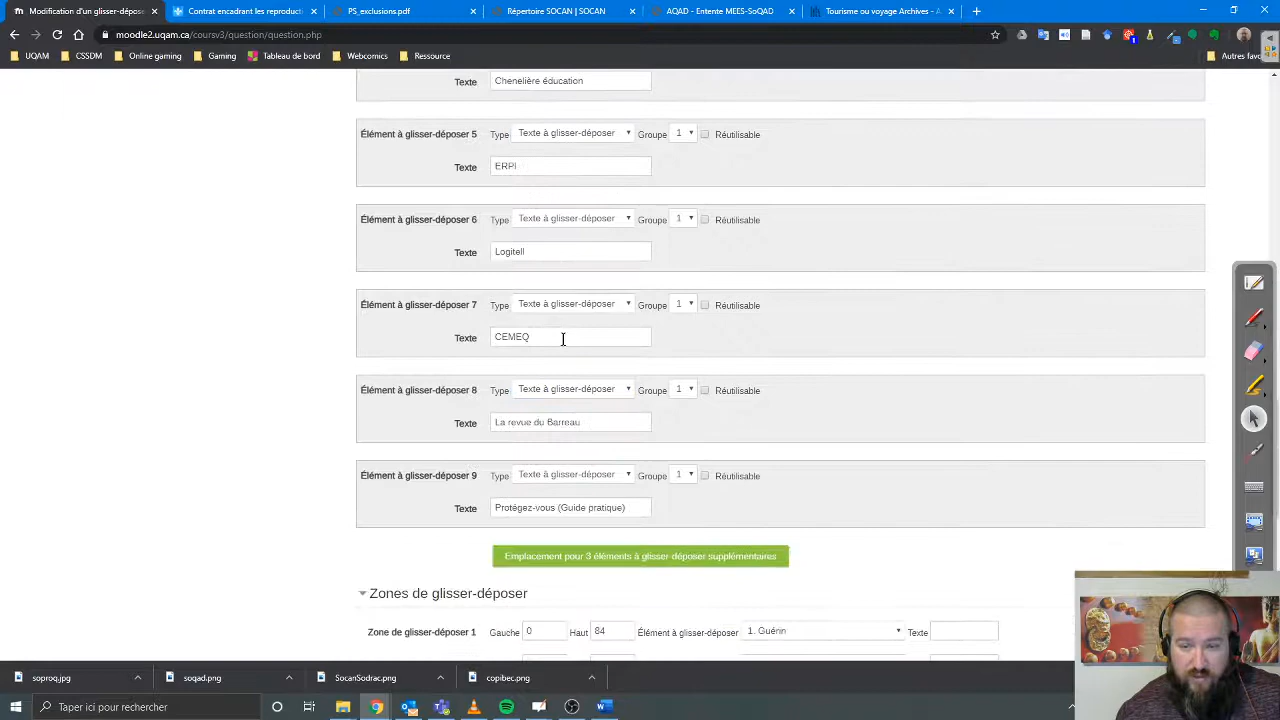 Modification d'un glisser-dépose
Contrat encadrant les reproducti
PS_exclusions.pdf
Répertoire SOCAN | SOCAN
AQAD - Entente MEES-SoQAD
Tourisme ou voyage Archives - A
moodle2.uqam.ca/coursv3/question/question.php
UQAM
CSSDM
Online gaming
Gaming
Tableau de bord
Webcomics
Ressource
Autres favo
Texte
Chenelière éducation
Élément à glisser-déposer 5
Type
Texte à glisser-déposer
Groupe
1
Réutilisable
Texte
ERPI
Élément à glisser-déposer 6
Type
Texte à glisser-déposer
Groupe
1
Réutilisable
Texte
Logitell
Élément à glisser-déposer 7
Type
Texte à glisser-déposer
Groupe
1
Réutilisable
Texte
CEMEQ
Élément à glisser-déposer 8
Type
Texte à glisser-déposer
Groupe
1
Réutilisable
Texte
La revue du Barreau
Élément à glisser-déposer 9
Type
Texte à glisser-déposer
Groupe
1
Réutilisable
Texte
Protégez-vous (Guide pratique)
Emplacement pour 3 éléments à glisser déposer supplémentaires
Zones de glisser-déposer
Zone de glisser-déposer 1
Gauche
0
Haut
84
Élément à glisser-déposer
1. Guérin
Texte
soproq.jpg
soqad.png
SocanSodrac.png
copibec.png
Taper ici pour rechercher